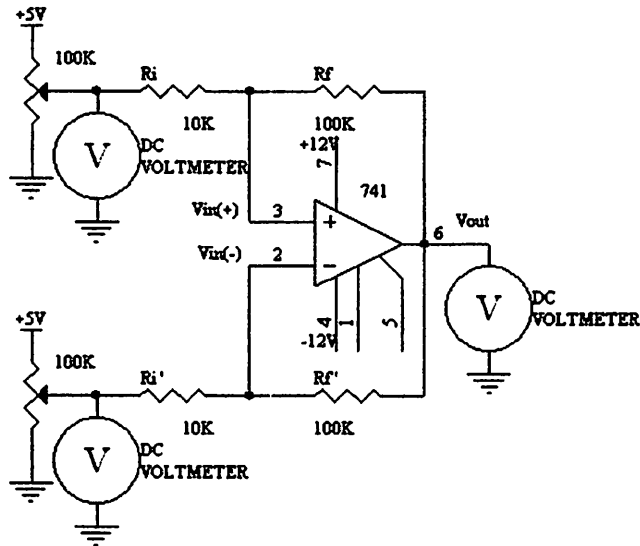 +5V
100K
Ri
Rf
10K
100K
+12V
7
V
DC
VOLTMETER
741
Vin(+)
3
+
Vin(-)
2
−
6
Vout
4
1
5
-12V
V
DC
VOLTMETER
+5V
100K
Ri'
Rf'
10K
100K
V
DC
VOLTMETER